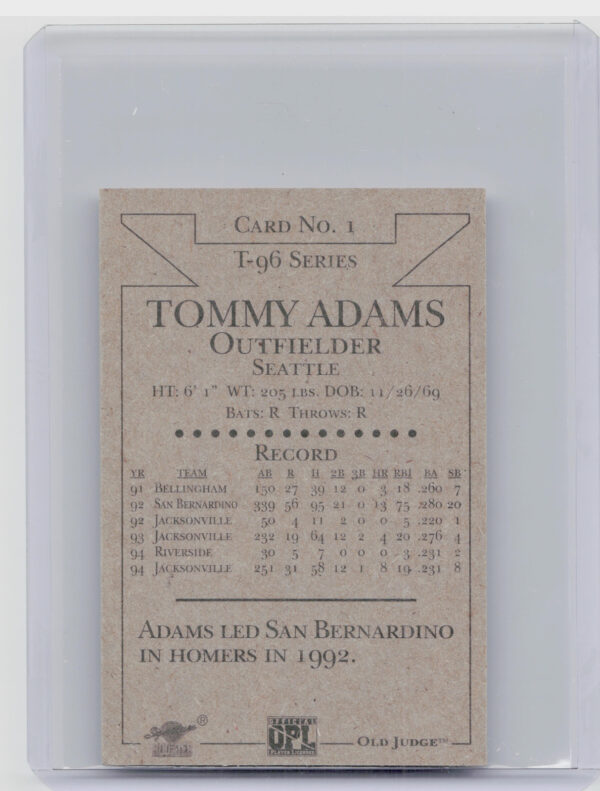 CARD NO. 1
T-96 SERIES
TOMMY ADAMS
OUTFIELDER
SEATTLE
HT: 6' 1" WT: 205 LBS. DOB: 11/26/69
BATS: R THROWS: R
RECORD
YR TEAM AB R H 2B 3B HR RBI BA SB
91 BELLINGHAM 150 27 39 12 0 3 18 .260 7
92 SAN BERNARDINO 339 56 95 21 0 13 75 .280 20
92 JACKSONVILLE 50 4 11 2 0 0 5 .220 1
93 JACKSONVILLE 232 19 64 12 2 4 20 .276 4
94 RIVERSIDE 30 5 7 0 0 0 3 .231 2
94 JACKSONVILLE 251 31 58 12 1 8 19 .231 8
ADAMS LED SAN BERNARDINO
IN HOMERS IN 1992.
®
OFFICIAL
OPL
PLAYER LICENSEE
OLD JUDGE™